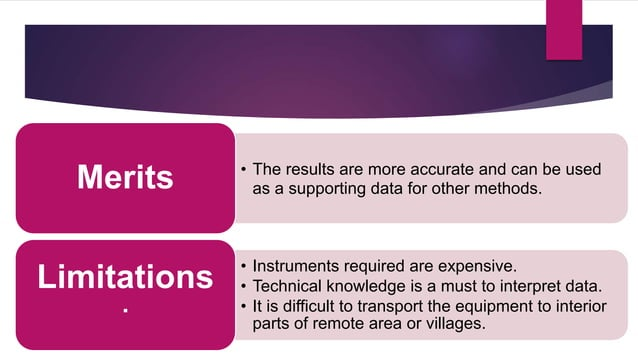 Merits
• The results are more accurate and can be used
as a supporting data for other methods.
Limitations
.
• Instruments required are expensive.
• Technical knowledge is a must to interpret data.
• It is difficult to transport the equipment to interior
parts of remote area or villages.